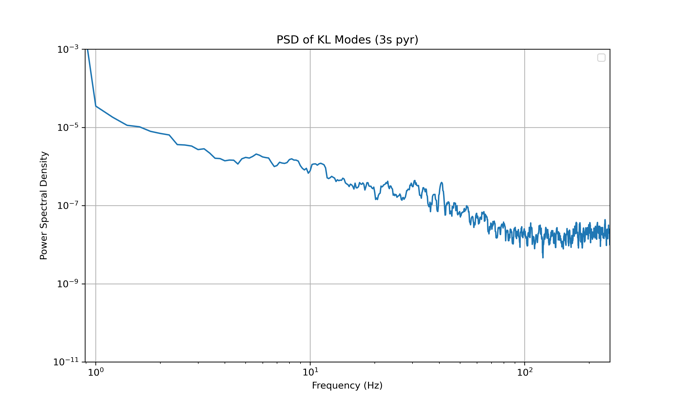 PSD of KL Modes (3s pyr)
Power Spectral Density
10⁻³
10⁻⁵
10⁻⁷
10⁻⁹
10⁻¹¹
10⁰
10¹
10²
Frequency (Hz)